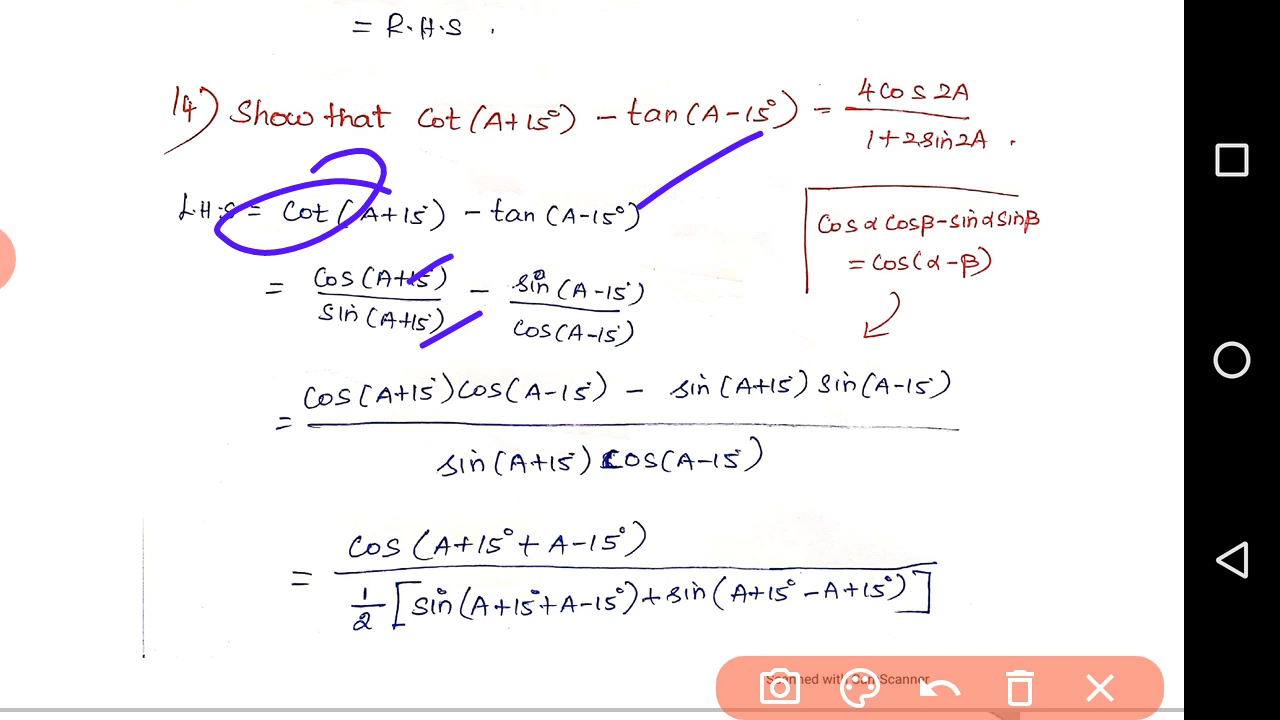 = R.H.S .
14) Show that Cot(A+15°) - tan(A-15°) = 4 Cos 2A / 1+2sin2A .
L.H.S = Cot(A+15°) - tan(A-15°)
= Cos(A+15°) / Sin(A+15°) - sin(A-15°) / Cos(A-15°)
Cosα Cosβ-sinα sinβ
= Cos(α-β)
= Cos(A+15°)Cos(A-15°) - sin(A+15°) Sin(A-15°) / sin(A+15°) Cos(A-15°)
= Cos(A+15°+A-15°) / 1/2 [sin(A+15°+A-15°)+sin(A+15°-A+15°)]